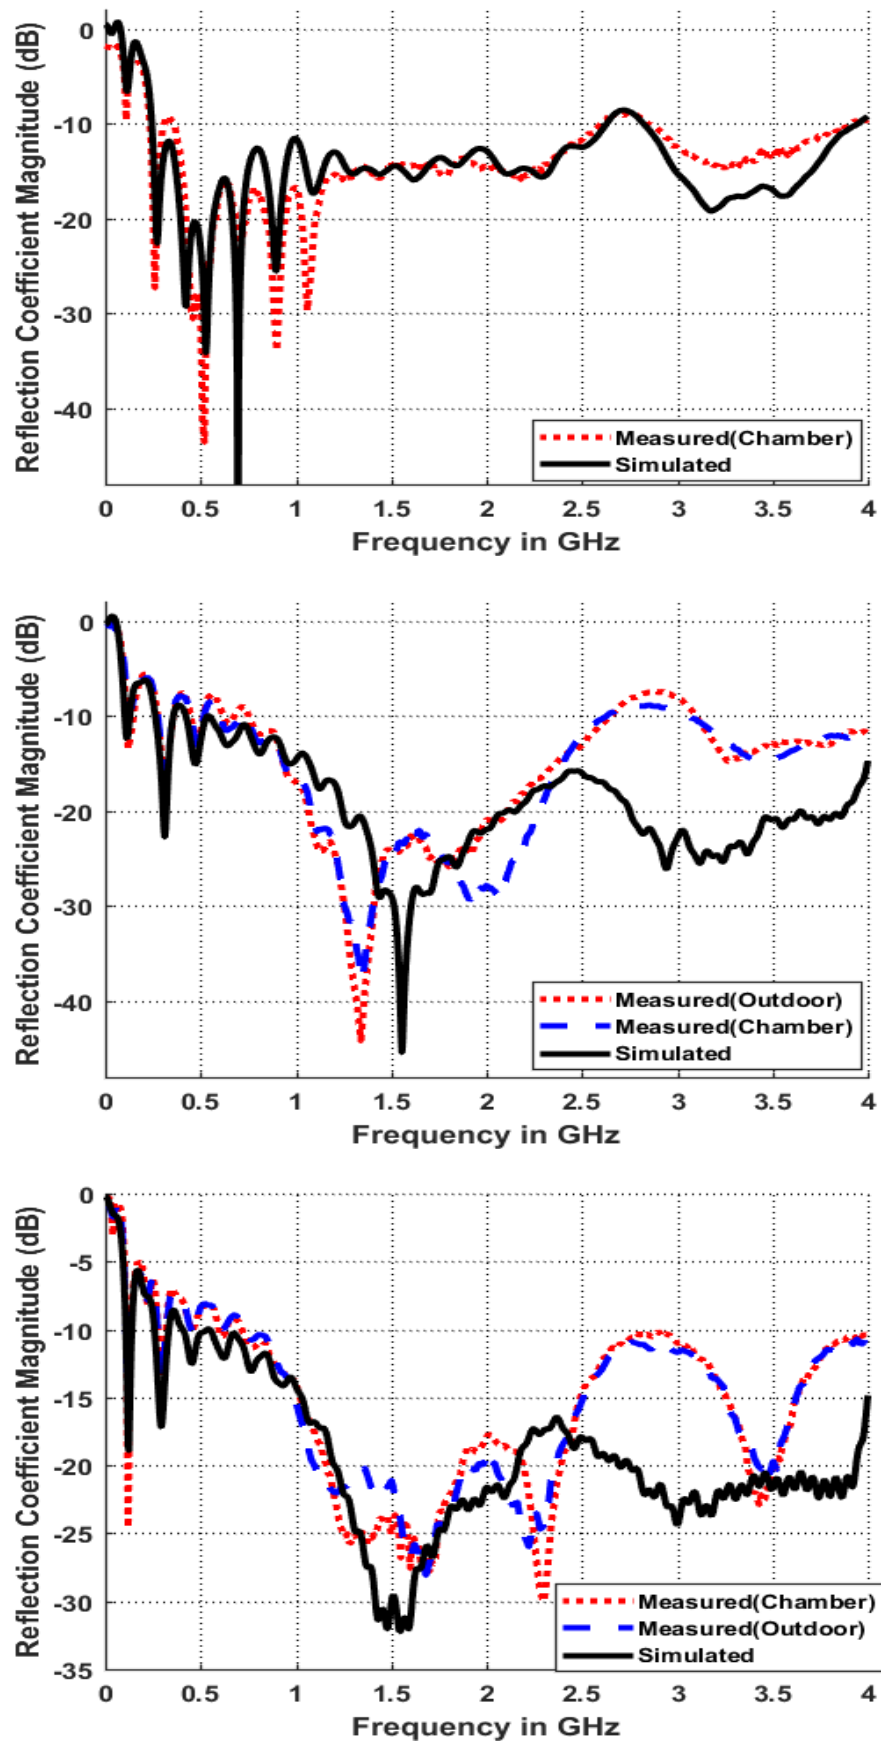 Reflection Coefficient Magnitude (dB)
0
-10
-20
-30
-40
Measured(Chamber)
Simulated
0 0.5 1 1.5 2 2.5 3 3.5 4
Frequency in GHz
Reflection Coefficient Magnitude (dB)
0
-10
-20
-30
-40
Measured(Outdoor)
Measured(Chamber)
Simulated
0 0.5 1 1.5 2 2.5 3 3.5 4
Frequency in GHz
Reflection Coefficient Magnitude (dB)
0
-5
-10
-15
-20
-25
-30
-35
Measured(Chamber)
Measured(Outdoor)
Simulated
0 0.5 1 1.5 2 2.5 3 3.5 4
Frequency in GHz